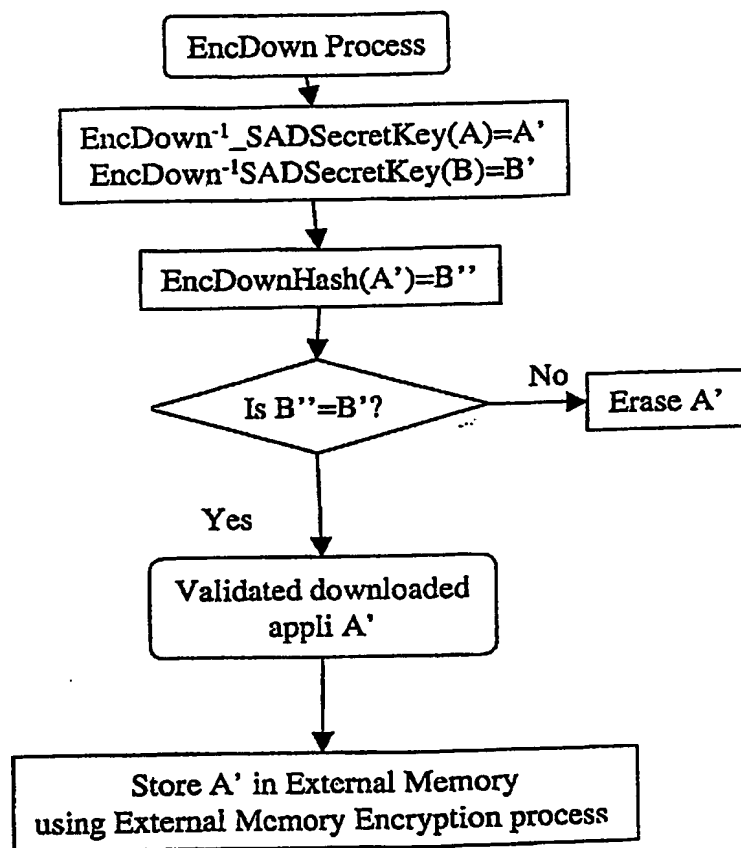 EncDown Process
EncDown⁻¹_SADSecretKey(A)=A'
EncDown⁻¹SADSecretKey(B)=B'
EncDownHash(A')=B''
Is B''=B'?
No
Erase A'
Yes
Validated downloaded
appli A'
Store A' in External Memory
using External Memory Encryption process